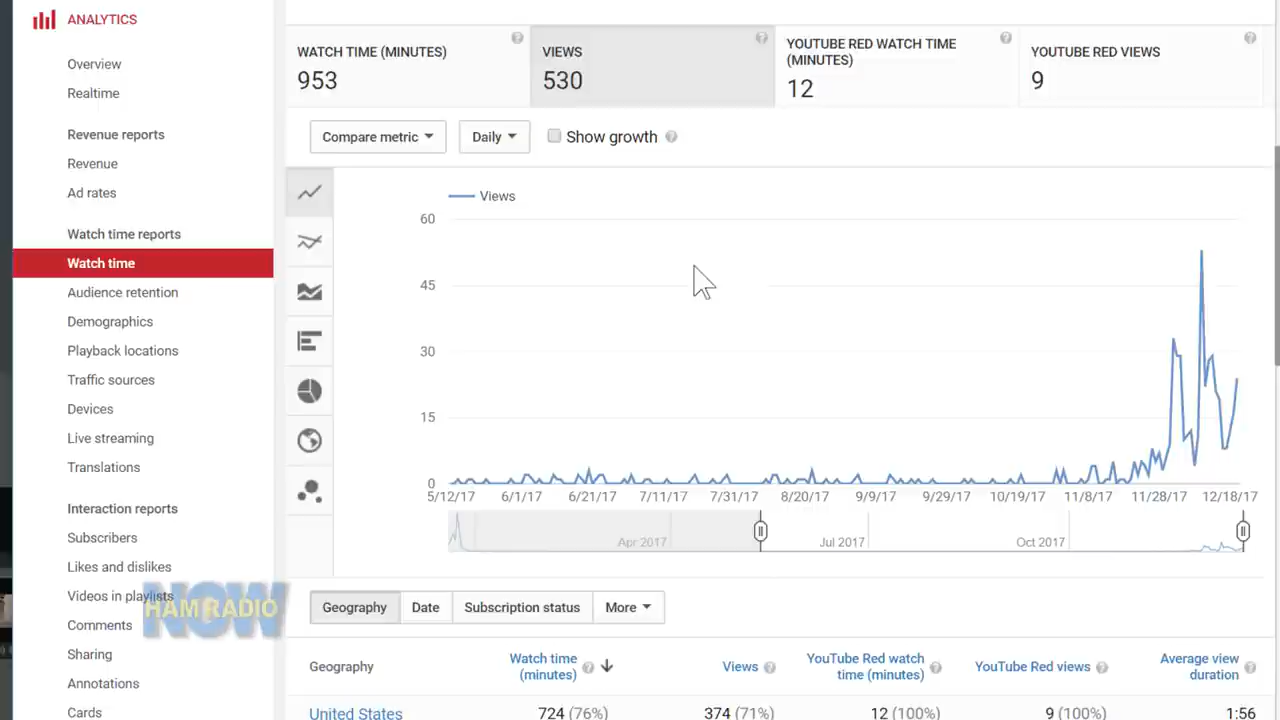 ANALYTICS
Overview
Realtime
Revenue reports
Revenue
Ad rates
Watch time reports
Watch time
Audience retention
Demographics
Playback locations
Traffic sources
Devices
Live streaming
Translations
Interaction reports
Subscribers
Likes and dislikes
Videos in playlists
Comments
Sharing
Annotations
Cards
HAM RADIO
NOW
WATCH TIME (MINUTES)
953
VIEWS
530
YOUTUBE RED WATCH TIME
(MINUTES)
12
YOUTUBE RED VIEWS
9
Compare metric
Daily
Show growth
Views
60
45
30
15
0
5/12/17 6/1/17 6/21/17 7/11/17 7/31/17 8/20/17 9/9/17 9/29/17 10/19/17 11/8/17 11/28/17 12/18/17
Apr 2017 Jul 2017 Oct 2017
Geography Date Subscription status More
Geography
Watch time
(minutes)
Views
YouTube Red watch
time (minutes)
YouTube Red views
Average view
duration
United States 724 (76%) 374 (71%) 12 (100%) 9 (100%) 1:56